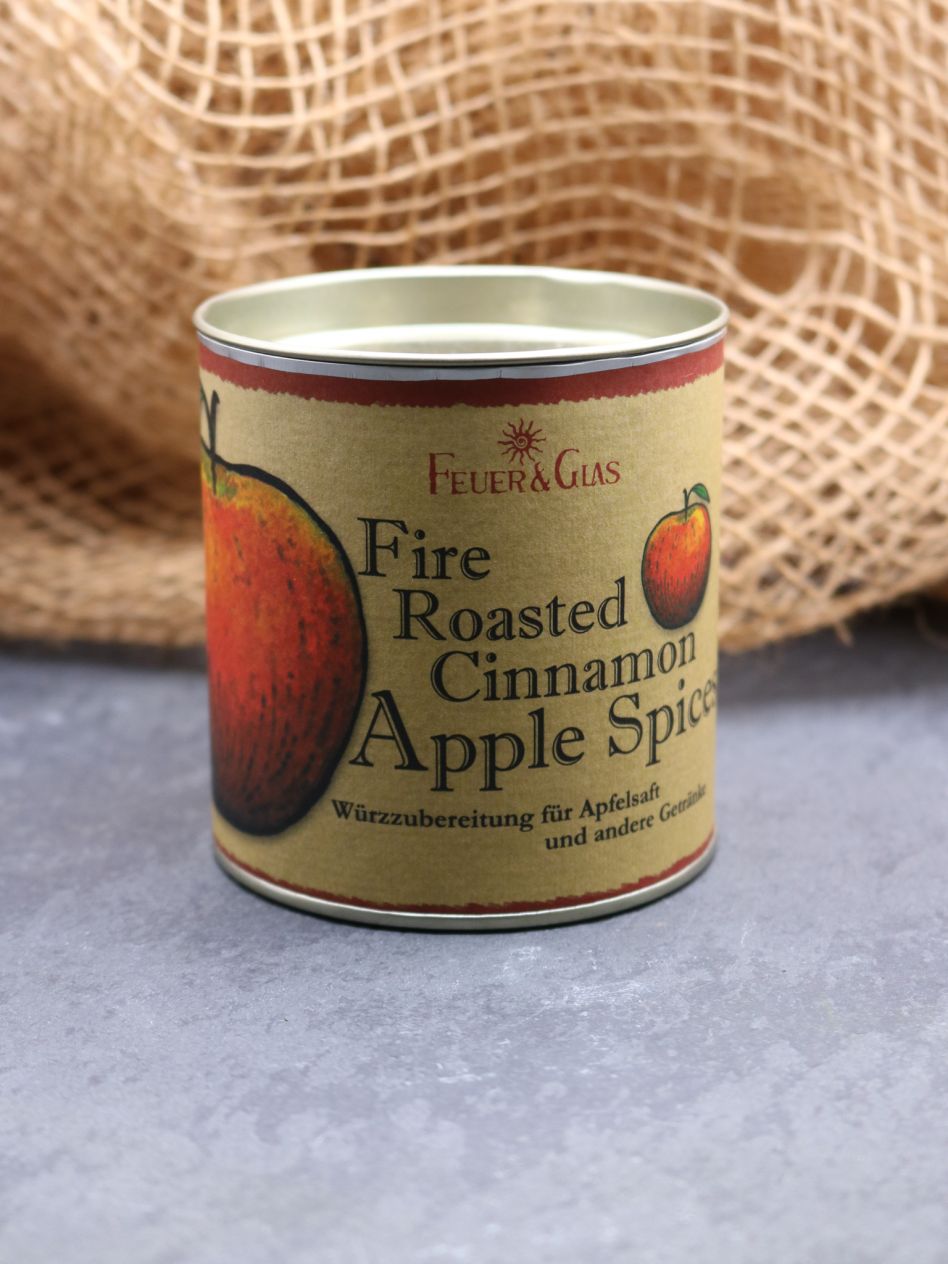 FEUER & GLAS
Fire
Roasted
Cinnamon
Apple Spices
Würzzubereitung für Apfelsaft
und andere Getränke